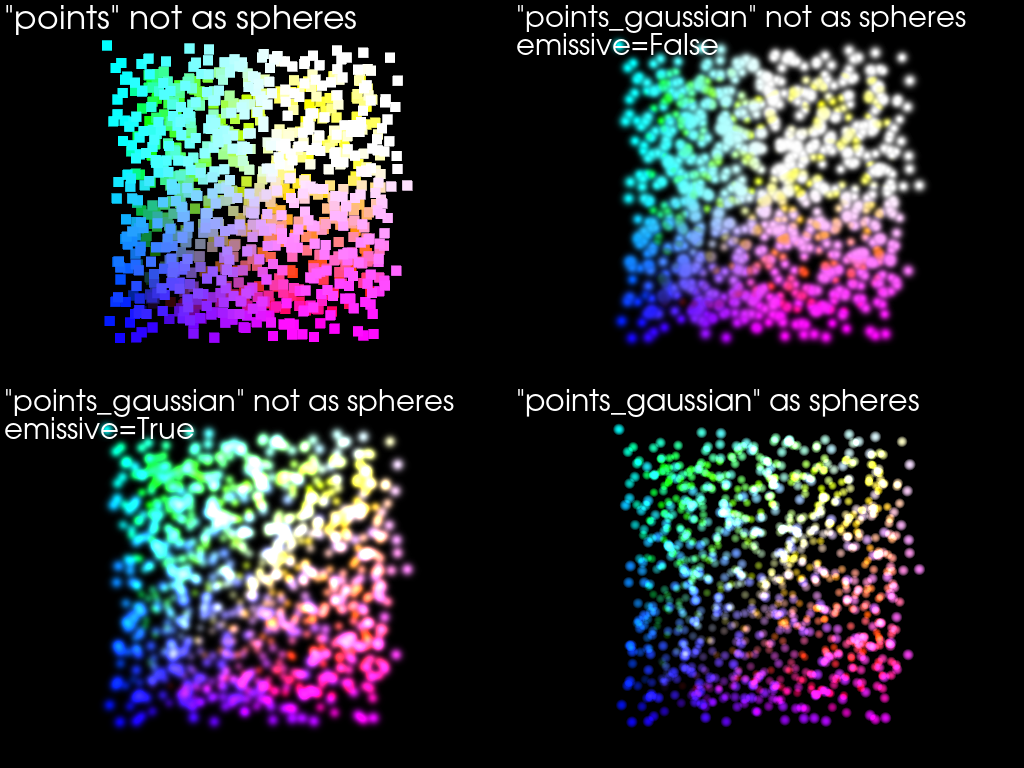 "points" not as spheres
"points_gaussian" not as spheres
emissive=False
"points_gaussian" not as spheres
emissive=True
"points_gaussian" as spheres